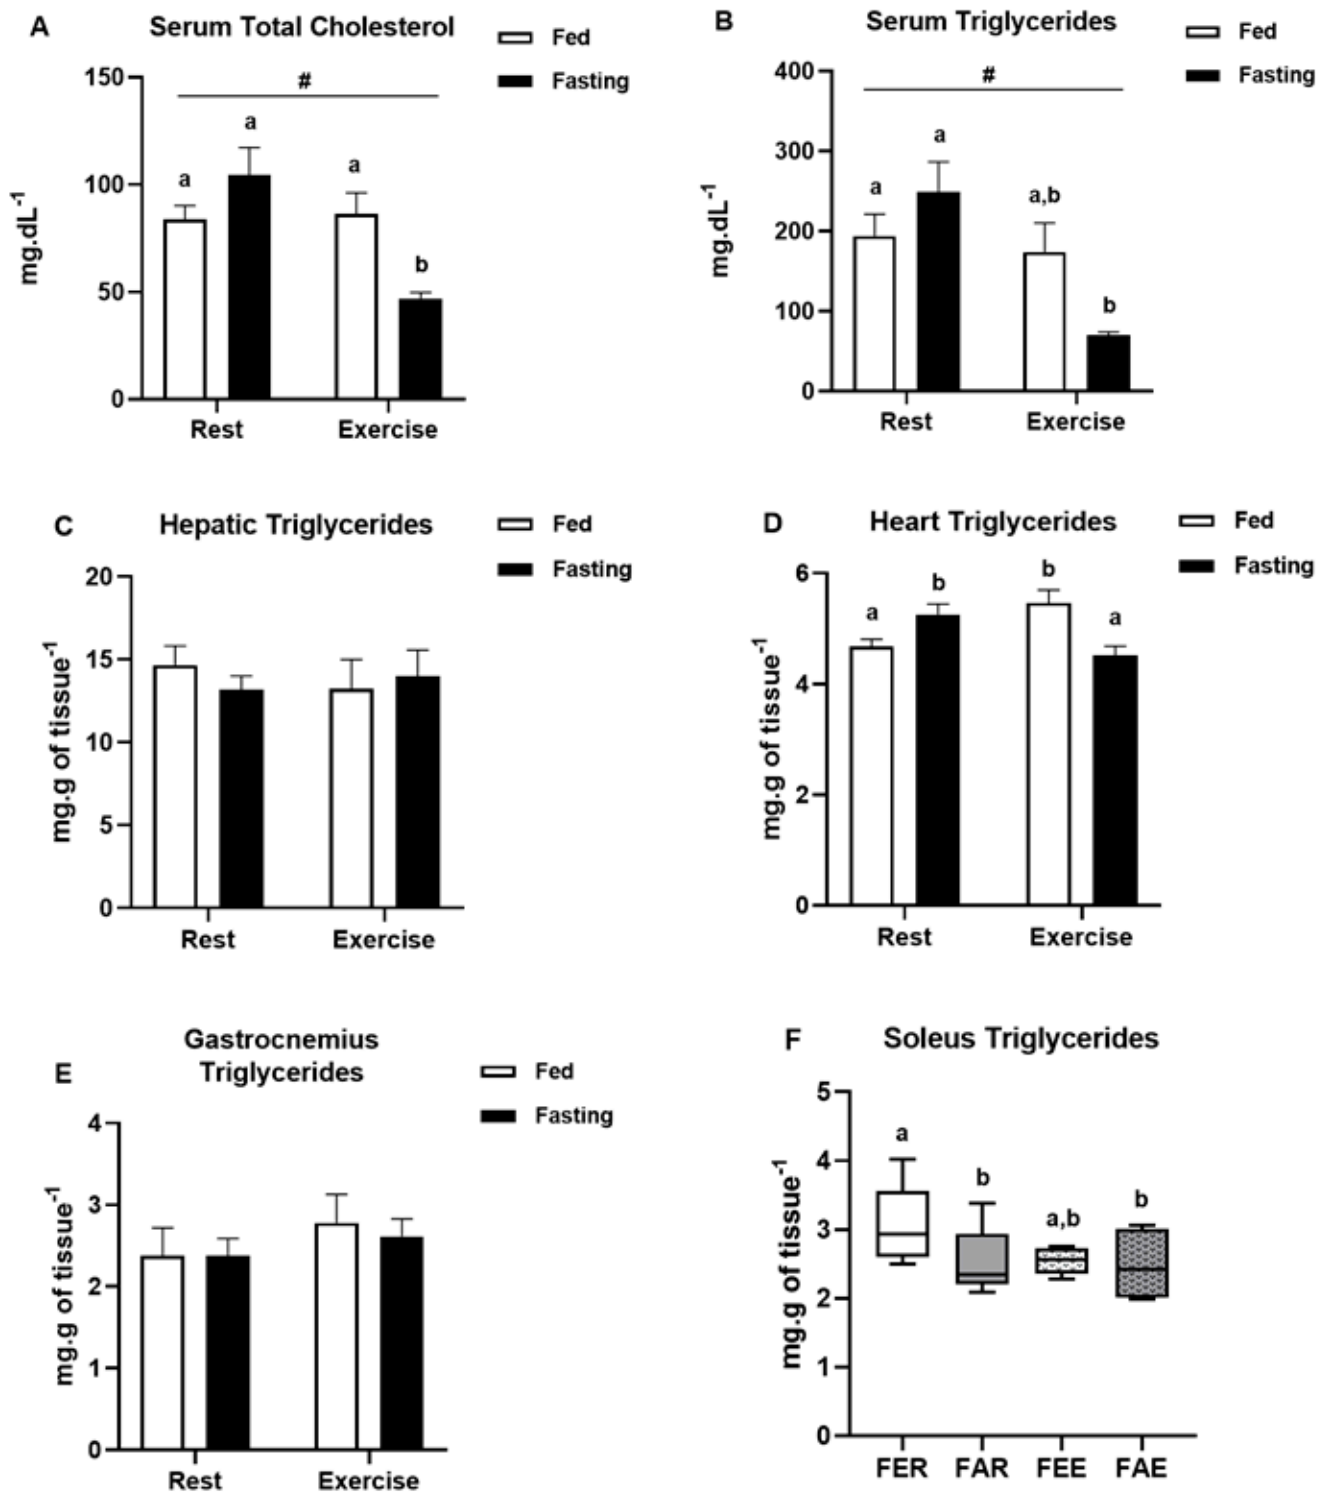 A
Serum Total Cholesterol
Fed
Fasting
150
100
50
0
mg.dL-1
#
a
a
a
b
Rest
Exercise
B
Serum Triglycerides
Fed
Fasting
400
300
200
100
0
mg.dL-1
#
a
a
a,b
b
Rest
Exercise
C
Hepatic Triglycerides
Fed
Fasting
20
15
10
5
0
mg.g of tissue-1
Rest
Exercise
D
Heart Triglycerides
Fed
Fasting
6
4
2
0
mg.g of tissue-1
a
b
b
a
Rest
Exercise
E
Gastrocnemius
Triglycerides
Fed
Fasting
4
3
2
1
0
mg.g of tissue-1
Rest
Exercise
F
Soleus Triglycerides
5
4
3
2
1
0
mg.g of tissue-1
a
b
a,b
b
FER
FAR
FEE
FAE